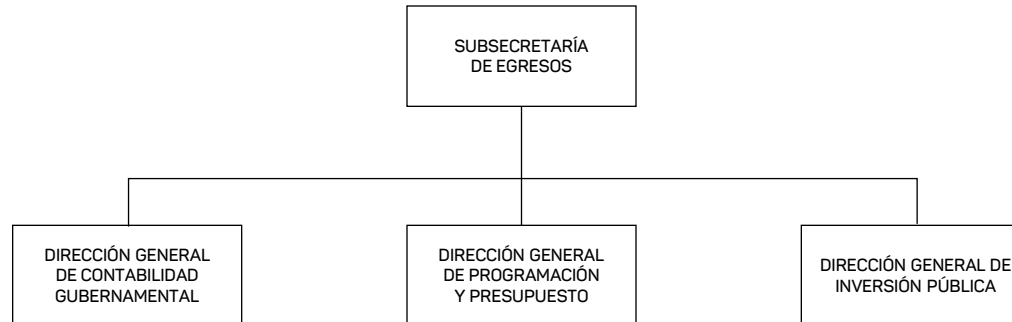 SUBSECRETARÍA
DE EGRESOS
DIRECCIÓN GENERAL
DE CONTABILIDAD
GUBERNAMENTAL
DIRECCIÓN GENERAL
DE PROGRAMACIÓN
Y PRESUPUESTO
DIRECCIÓN GENERAL DE
INVERSIÓN PÚBLICA